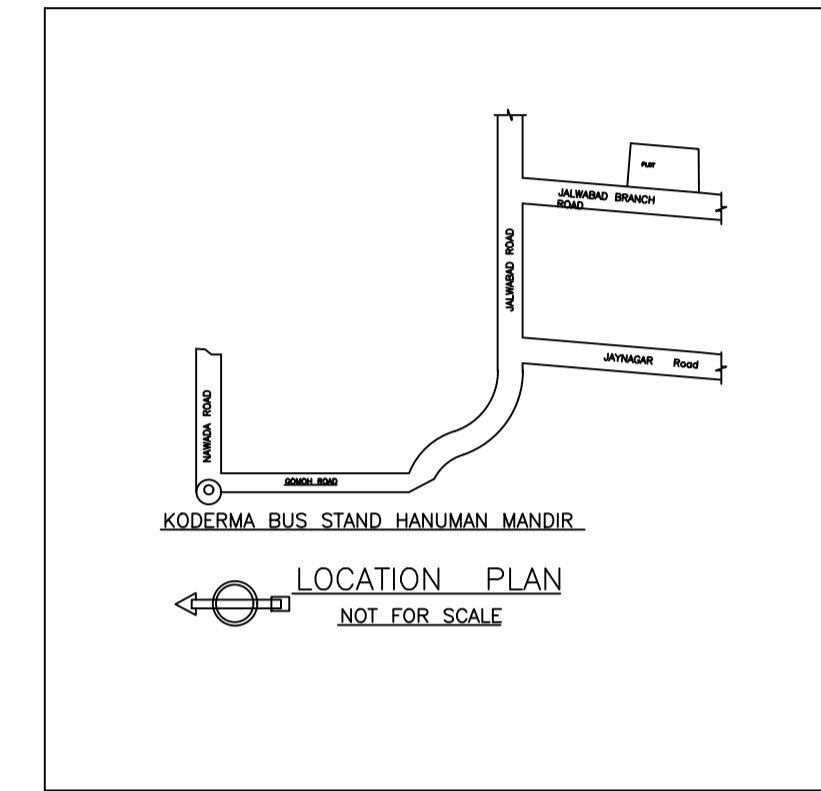 PLOT
JALWABAD BRANCH
ROAD
JALWABAD ROAD
JAYNAGAR Road
NAWADA ROAD
GOMOH ROAD
KODERMA BUS STAND HANUMAN MANDIR
LOCATION PLAN
NOT FOR SCALE